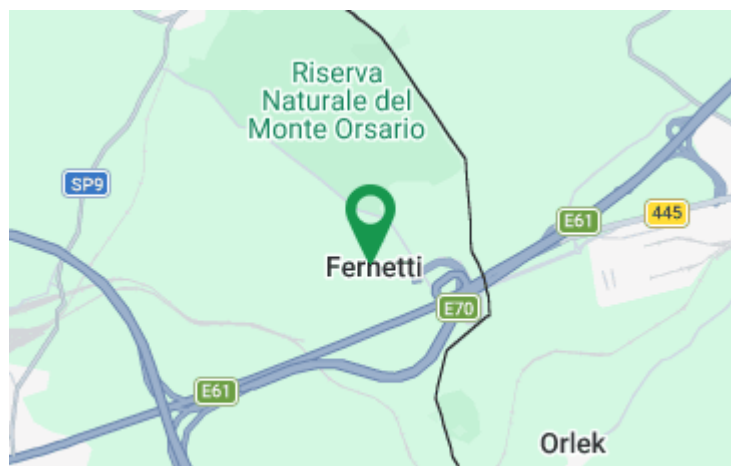 Riserva
Naturale del
Monte Orsario
SP9
445
E61
Fernetti
E70
E61
Orlek